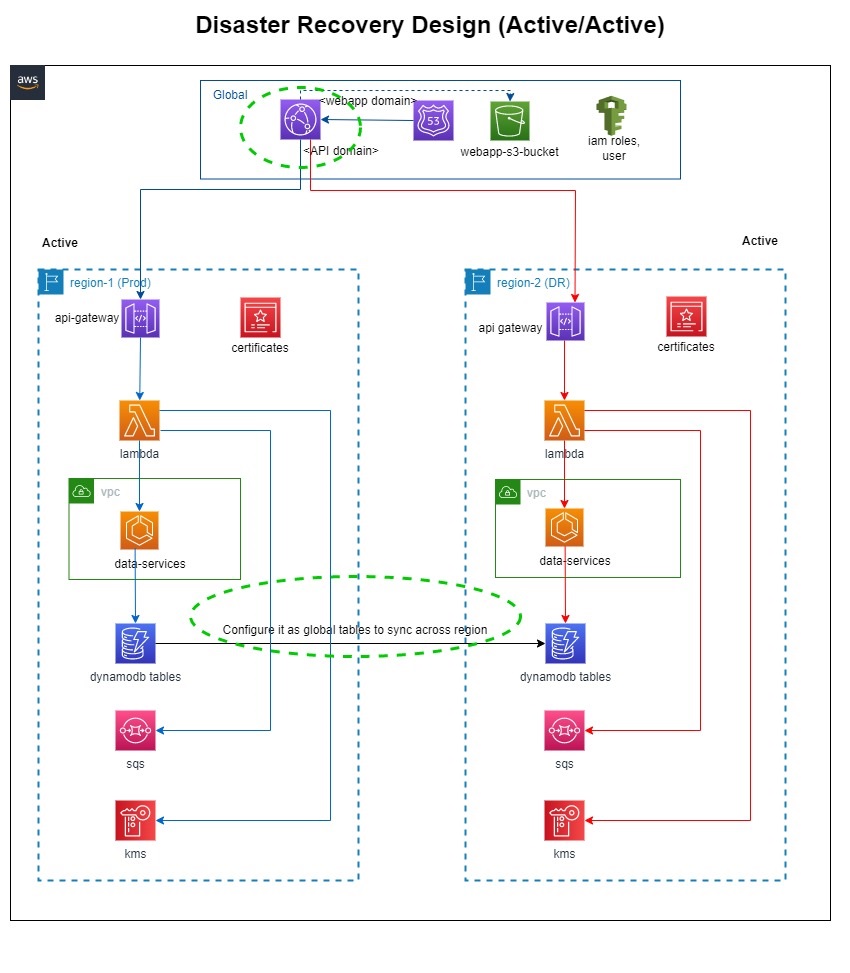 Disaster Recovery Design (Active/Active)
aws
Global
<webapp domain>
53
<API domain>
webapp-s3-bucket
iam roles,
user
Active
Active
region-1 (Prod)
region-2 (DR)
api-gateway
certificates
api gateway
certificates
lambda
lambda
vpc
vpc
data-services
data-services
Configure it as global tables to sync across region
dynamodb tables
dynamodb tables
sqs
sqs
kms
kms